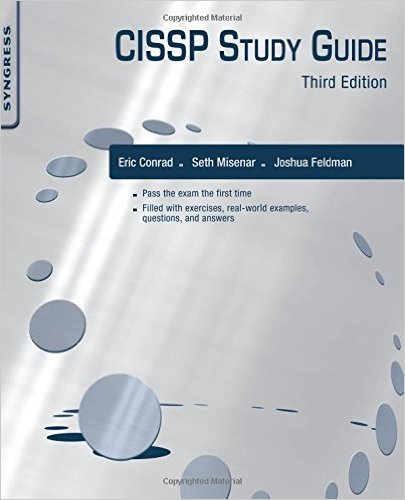 Copyrighted Material
SYNGRESS
CISSP STUDY GUIDE
Third Edition
Eric Conrad ■ Seth Misenar ■ Joshua Feldman
■ Pass the exam the first time
■ Filled with exercises, real-world examples,
questions, and answers
Copyrighted Material